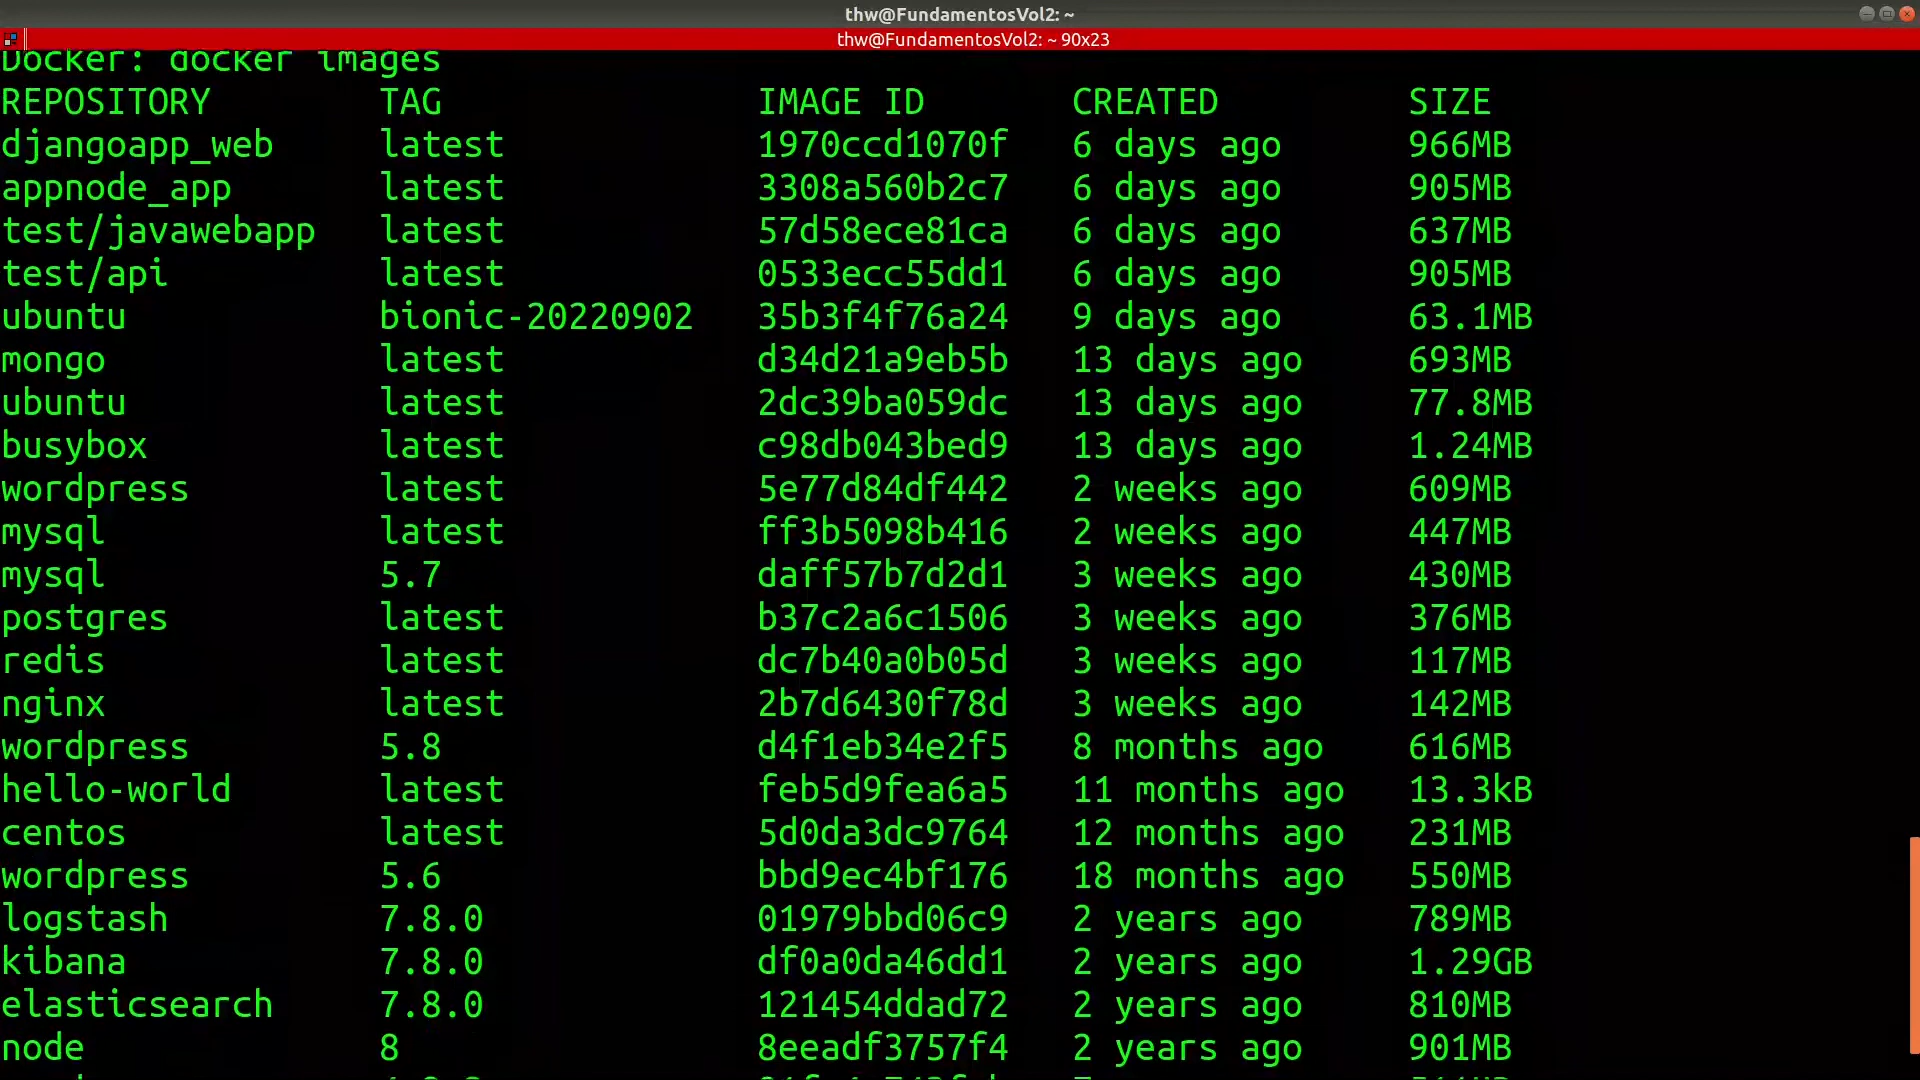 thw@FundamentosVol2: ~
thw@FundamentosVol2: ~ 90x23
Docker: docker images
REPOSITORY TAG IMAGE ID CREATED SIZE
djangoapp_web latest 1970ccd1070f 6 days ago 966MB
appnode_app latest 3308a560b2c7 6 days ago 905MB
test/javawebapp latest 57d58ece81ca 6 days ago 637MB
test/api latest 0533ecc55dd1 6 days ago 905MB
ubuntu bionic-20220902 35b3f4f76a24 9 days ago 63.1MB
mongo latest d34d21a9eb5b 13 days ago 693MB
ubuntu latest 2dc39ba059dc 13 days ago 77.8MB
busybox latest c98db043bed9 13 days ago 1.24MB
wordpress latest 5e77d84df442 2 weeks ago 609MB
mysql latest ff3b5098b416 2 weeks ago 447MB
mysql 5.7 daff57b7d2d1 3 weeks ago 430MB
postgres latest b37c2a6c1506 3 weeks ago 376MB
redis latest dc7b40a0b05d 3 weeks ago 117MB
nginx latest 2b7d6430f78d 3 weeks ago 142MB
wordpress 5.8 d4f1eb34e2f5 8 months ago 616MB
hello-world latest feb5d9fea6a5 11 months ago 13.3kB
centos latest 5d0da3dc9764 12 months ago 231MB
wordpress 5.6 bbd9ec4bf176 18 months ago 550MB
logstash 7.8.0 01979bbd06c9 2 years ago 789MB
kibana 7.8.0 df0a0da46dd1 2 years ago 1.29GB
elasticsearch 7.8.0 121454ddad72 2 years ago 810MB
node 8 8eeadf3757f4 2 years ago 901MB